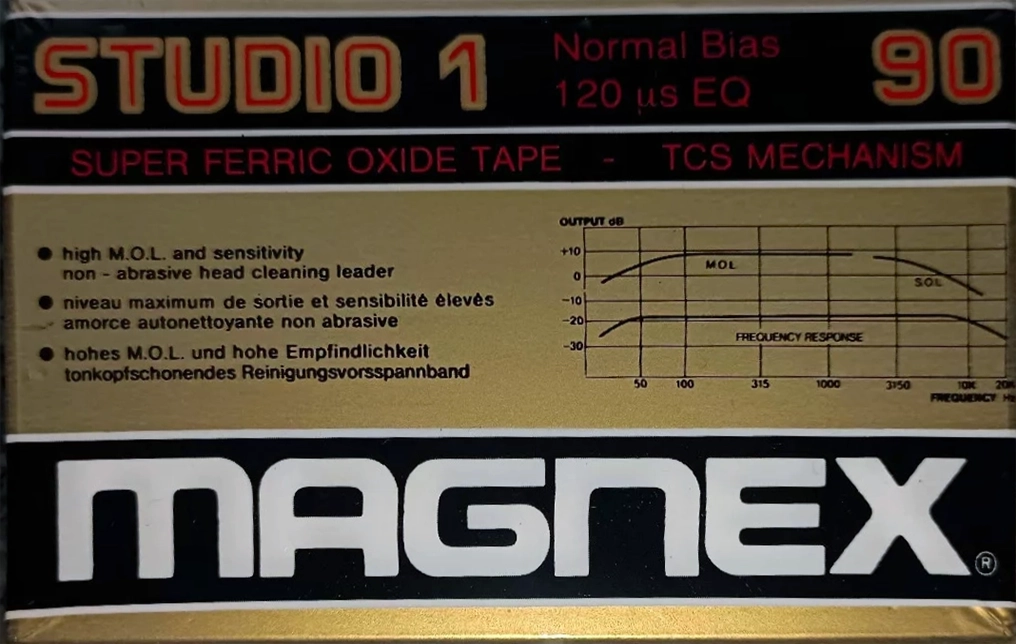 STUDIO 1 Normal Bias 90
120 µs EQ
SUPER FERRIC OXIDE TAPE - TCS MECHANISM
● high M.O.L. and sensitivity
non - abrasive head cleaning leader
● niveau maximum de sortie et sensibilité élevés
amorce autonettoyante non abrasive
● hohes M.O.L. und hohe Empfindlichkeit
tonkopfschonendes Reinigungsvorsspannband
OUTPUT dB
+10
0
-10
-20
-30
MOL
SOL
FREQUENCY RESPONSE
50 100 315 1000 3150 10K 20K
FREQUENCY Hz
MAGNEX ®